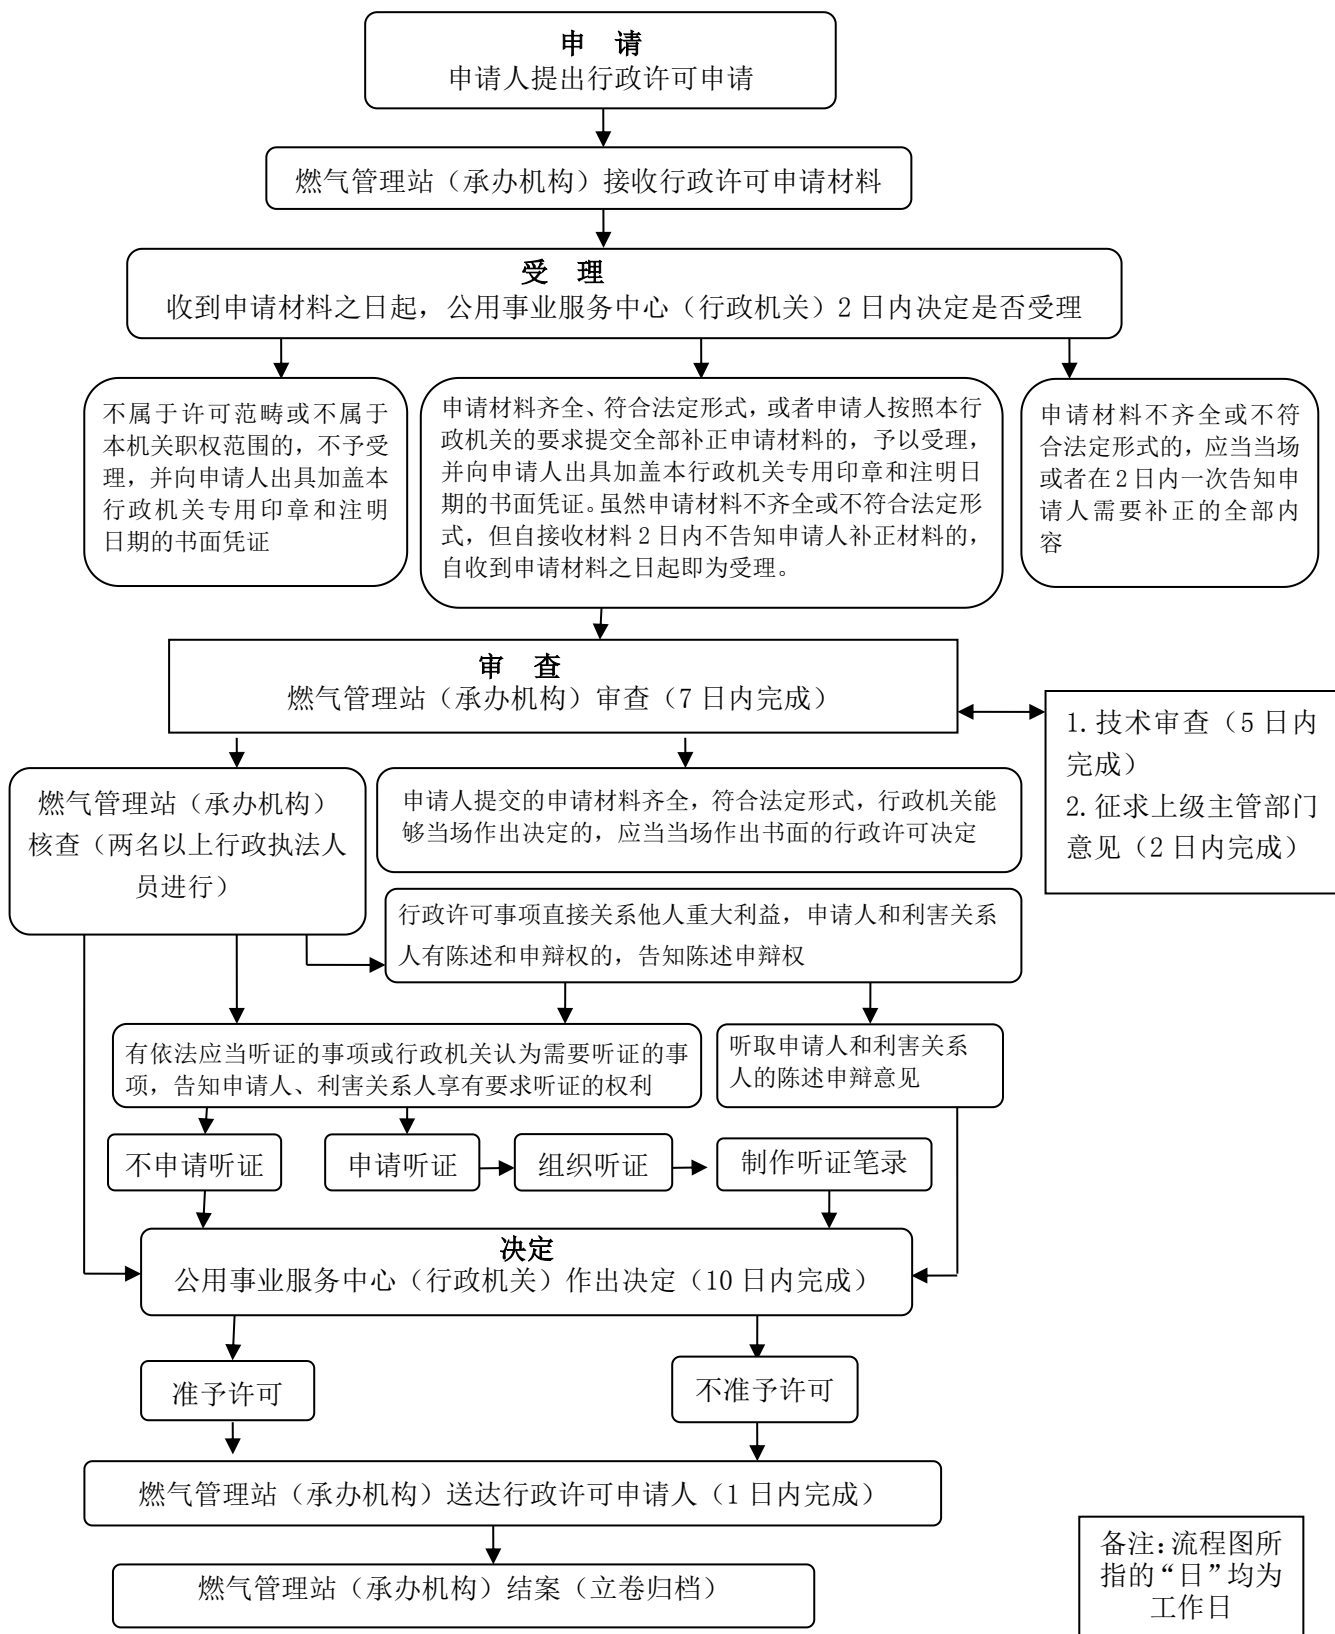 申　请
申请人提出行政许可申请
燃气管理站（承办机构）接收行政许可申请材料
受　理
收到申请材料之日起，公用事业服务中心（行政机关）2 日内决定是否受理
不属于许可范畴或不属于
本机关职权范围的，不予受
理，并向申请人出具加盖本
行政机关专用印章和注明
日期的书面凭证
申请材料齐全、符合法定形式，或者申请人按照本行
政机关的要求提交全部补正申请材料的，予以受理，
并向申请人出具加盖本行政机关专用印章和注明日
期的书面凭证。虽然申请材料不齐全或不符合法定形
式，但自接收材料 2 日内不告知申请人补正材料的，
自收到申请材料之日起即为受理。
申请材料不齐全或不符
合法定形式的，应当当场
或者在 2 日内一次告知申
请人需要补正的全部内
容
审　查
燃气管理站（承办机构）审查（7 日内完成）
1.技术审查（5 日内
完成）
2.征求上级主管部门
意见（2 日内完成）
燃气管理站（承办机构）
核查（两名以上行政执法人
员进行）
申请人提交的申请材料齐全，符合法定形式，行政机关能
够当场作出决定的，应当当场作出书面的行政许可决定
行政许可事项直接关系他人重大利益，申请人和利害关系
人有陈述和申辩权的，告知陈述申辩权
有依法应当听证的事项或行政机关认为需要听证的事
项，告知申请人、利害关系人享有要求听证的权利
听取申请人和利害关系
人的陈述申辩意见
不申请听证
申请听证
组织听证
制作听证笔录
决定
公用事业服务中心（行政机关）作出决定（10 日内完成）
准予许可
不准予许可
燃气管理站（承办机构）送达行政许可申请人（1 日内完成）
燃气管理站（承办机构）结案（立卷归档）
备注：流程图所
指的“日”均为
工作日